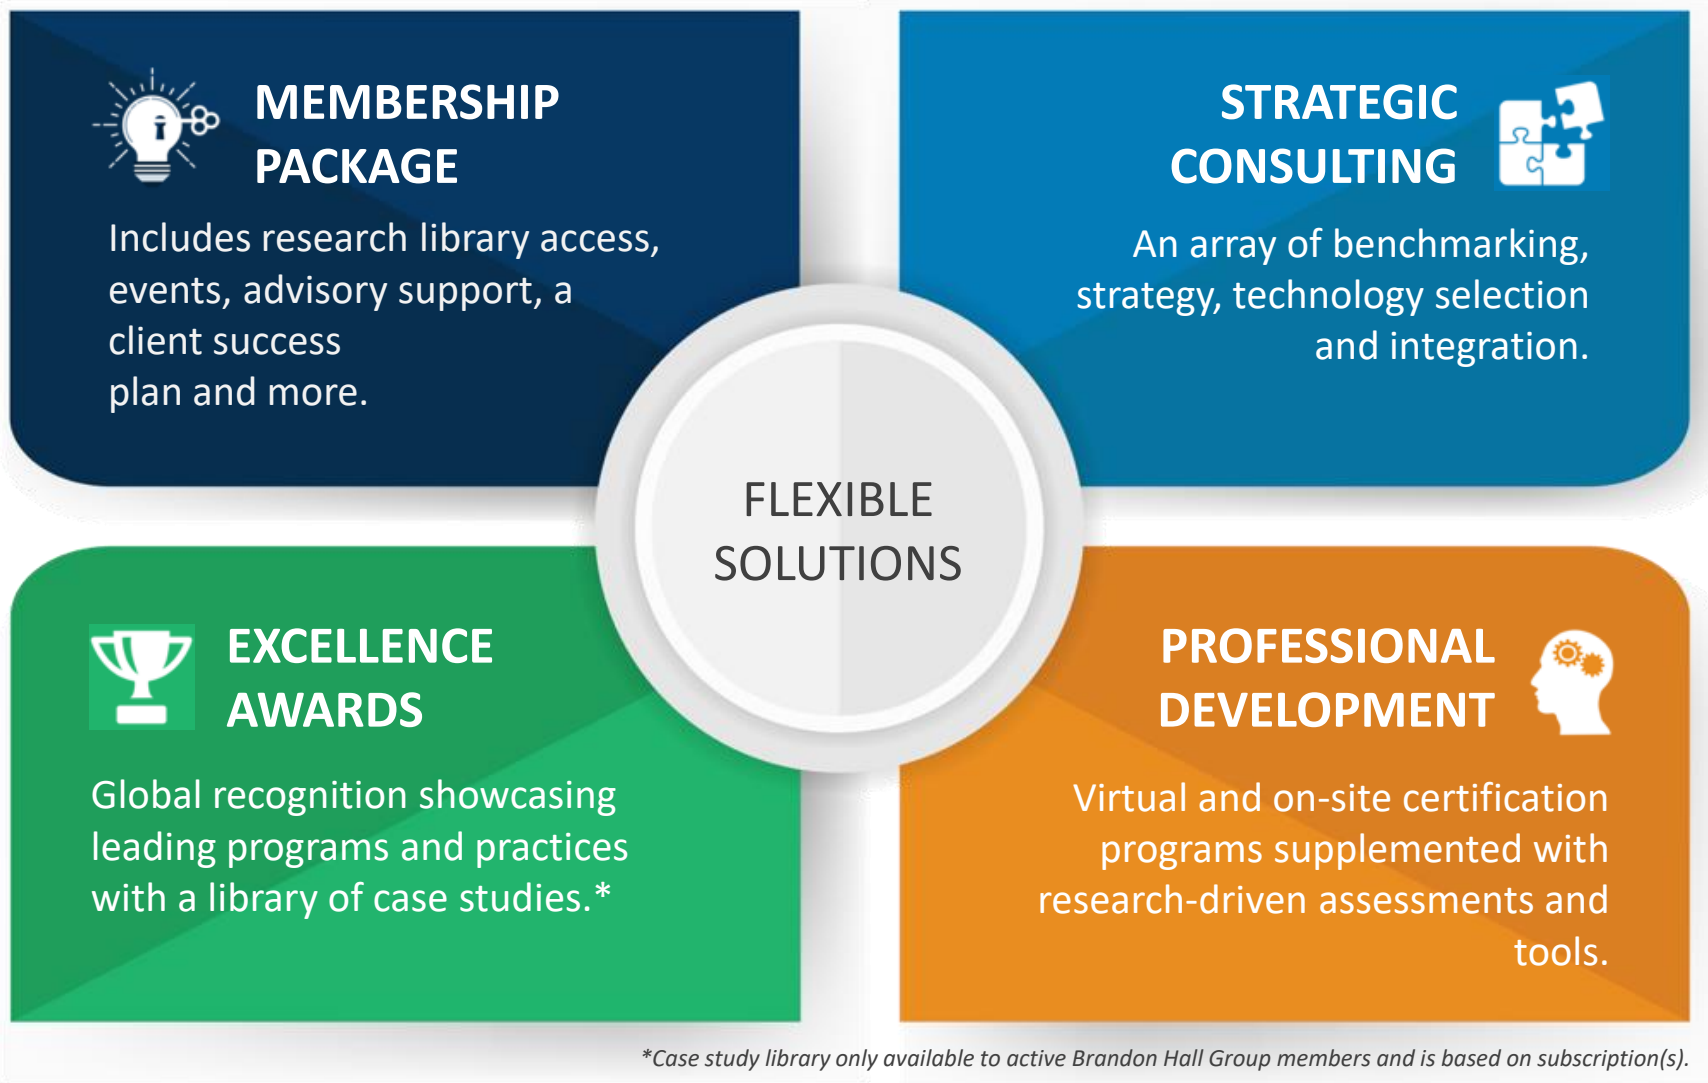 MEMBERSHIP
PACKAGE
Includes research library access,
events, advisory support, a
client success
plan and more.
STRATEGIC
CONSULTING
An array of benchmarking,
strategy, technology selection
and integration.
FLEXIBLE
SOLUTIONS
EXCELLENCE
AWARDS
Global recognition showcasing
leading programs and practices
with a library of case studies.*
PROFESSIONAL
DEVELOPMENT
Virtual and on-site certification
programs supplemented with
research-driven assessments and
tools.
*Case study library only available to active Brandon Hall Group members and is based on subscription(s).